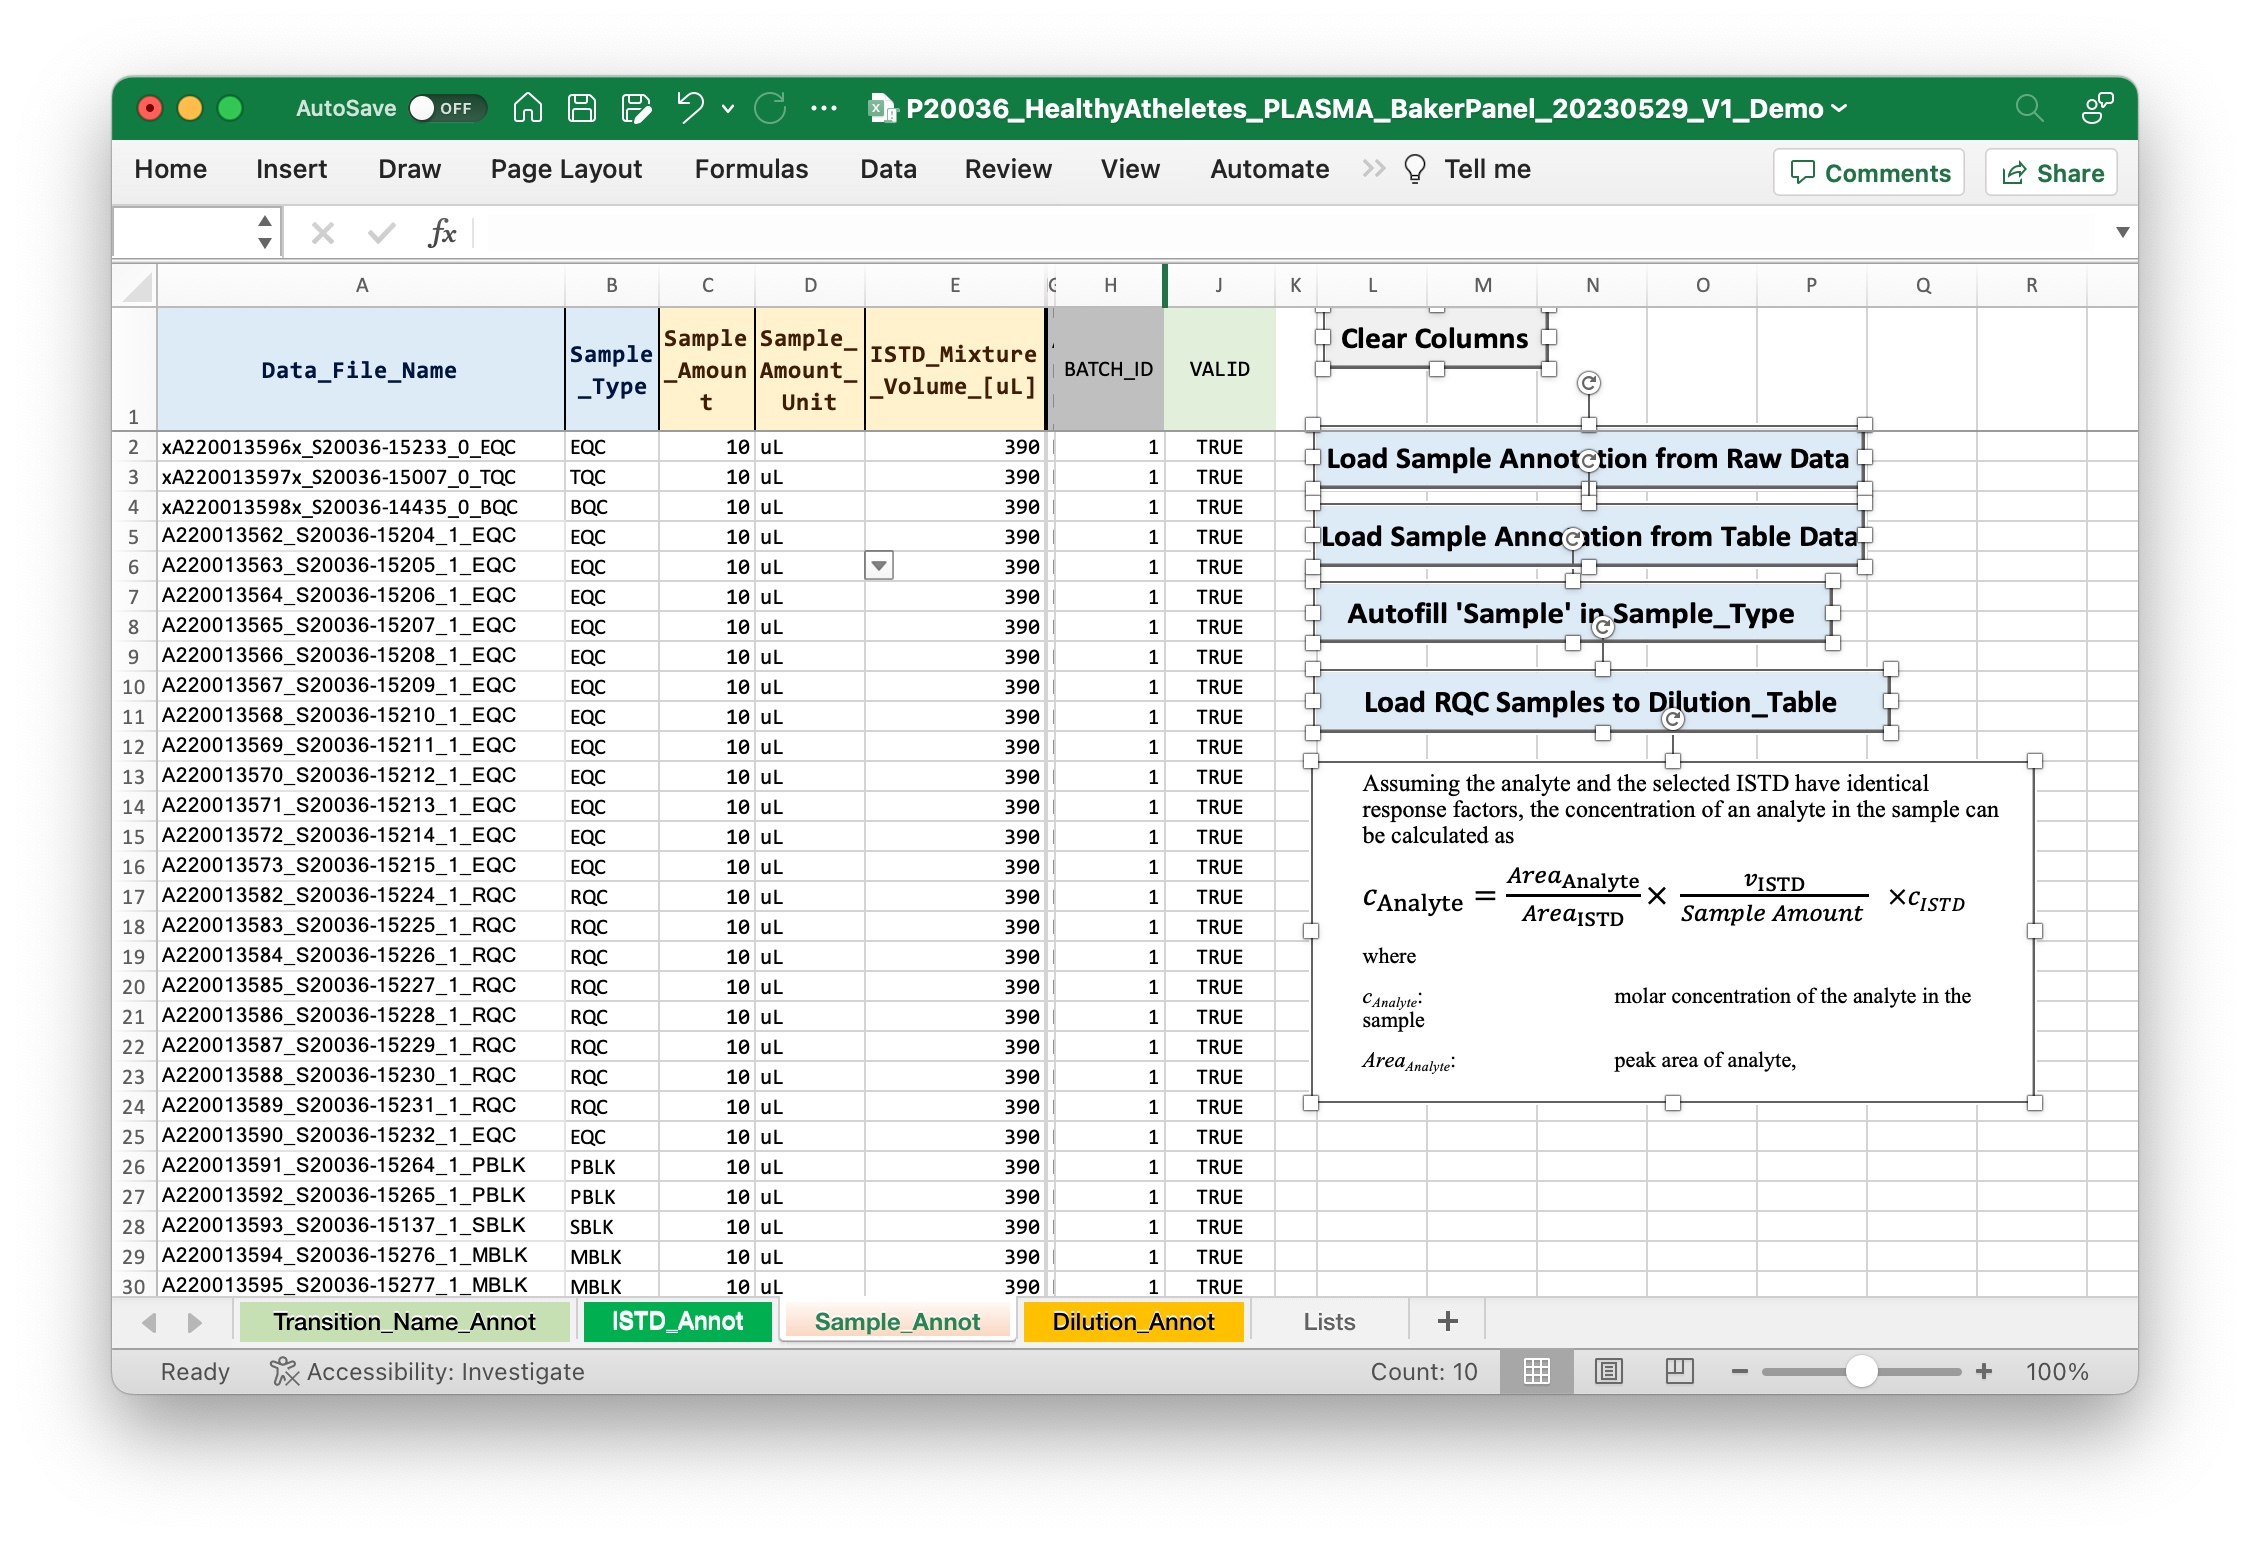 AutoSave OFF P20036_HealthyAtheletes_PLASMA_BakerPanel_20230529_V1_Demo
Home Insert Draw Page Layout Formulas Data Review View Automate Tell me Comments Share
fx
A B C D E G H J K L M N O P Q R
1 Data_File_Name Sample_Type Sample_Amount Sample_Amount_Unit ISTD_Mixture_Volume_[uL] BATCH_ID VALID
2 xA220013596x_S20036-15233_0_EQC EQC 10 uL 390 1 TRUE
3 xA220013597x_S20036-15007_0_TQC TQC 10 uL 390 1 TRUE
4 xA220013598x_S20036-14435_0_BQC BQC 10 uL 390 1 TRUE
5 A220013562_S20036-15204_1_EQC EQC 10 uL 390 1 TRUE
6 A220013563_S20036-15205_1_EQC EQC 10 uL 390 1 TRUE
7 A220013564_S20036-15206_1_EQC EQC 10 uL 390 1 TRUE
8 A220013565_S20036-15207_1_EQC EQC 10 uL 390 1 TRUE
9 A220013566_S20036-15208_1_EQC EQC 10 uL 390 1 TRUE
10 A220013567_S20036-15209_1_EQC EQC 10 uL 390 1 TRUE
11 A220013568_S20036-15210_1_EQC EQC 10 uL 390 1 TRUE
12 A220013569_S20036-15211_1_EQC EQC 10 uL 390 1 TRUE
13 A220013570_S20036-15212_1_EQC EQC 10 uL 390 1 TRUE
14 A220013571_S20036-15213_1_EQC EQC 10 uL 390 1 TRUE
15 A220013572_S20036-15214_1_EQC EQC 10 uL 390 1 TRUE
16 A220013573_S20036-15215_1_EQC EQC 10 uL 390 1 TRUE
17 A220013582_S20036-15224_1_RQC RQC 10 uL 390 1 TRUE
18 A220013583_S20036-15225_1_RQC RQC 10 uL 390 1 TRUE
19 A220013584_S20036-15226_1_RQC RQC 10 uL 390 1 TRUE
20 A220013585_S20036-15227_1_RQC RQC 10 uL 390 1 TRUE
21 A220013586_S20036-15228_1_RQC RQC 10 uL 390 1 TRUE
22 A220013587_S20036-15229_1_RQC RQC 10 uL 390 1 TRUE
23 A220013588_S20036-15230_1_RQC RQC 10 uL 390 1 TRUE
24 A220013589_S20036-15231_1_RQC RQC 10 uL 390 1 TRUE
25 A220013590_S20036-15232_1_EQC EQC 10 uL 390 1 TRUE
26 A220013591_S20036-15264_1_PBLK PBLK 10 uL 390 1 TRUE
27 A220013592_S20036-15265_1_PBLK PBLK 10 uL 390 1 TRUE
28 A220013593_S20036-15137_1_SBLK SBLK 10 uL 390 1 TRUE
29 A220013594_S20036-15276_1_MBLK MBLK 10 uL 390 1 TRUE
30 A220013595_S20036-15277_1_MBLK MBLK 10 uL 390 1 TRUE
Clear Columns
Load Sample Annotation from Raw Data
Load Sample Annotation from Table Data
Autofill 'Sample' in Sample_Type
Load RQC Samples to Dilution_Table
Assuming the analyte and the selected ISTD have identical
response factors, the concentration of an analyte in the sample can
be calculated as
c_Analyte = Area_Analyte / Area_ISTD × v_ISTD / Sample Amount × c_ISTD
where
c_Analyte: molar concentration of the analyte in the
sample
Area_Analyte: peak area of analyte,
Transition_Name_Annot ISTD_Annot Sample_Annot Dilution_Annot Lists +
Ready Accessibility: Investigate Count: 10 − + 100%